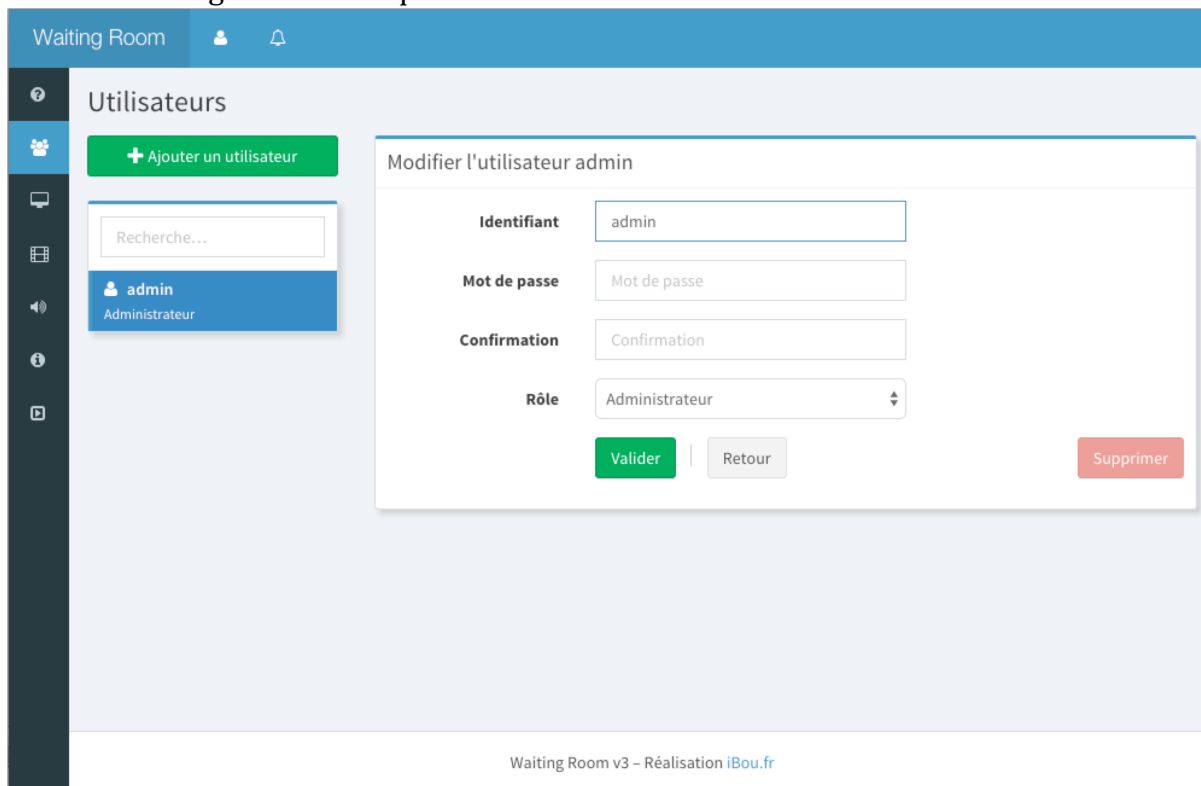 Waiting Room
Utilisateurs
Ajouter un utilisateur
Recherche...
admin
Administrateur
Modifier l'utilisateur admin
Identifiant admin
Mot de passe Mot de passe
Confirmation Confirmation
Rôle Administrateur
Valider Retour Supprimer
Waiting Room v3 – Réalisation iBou.fr